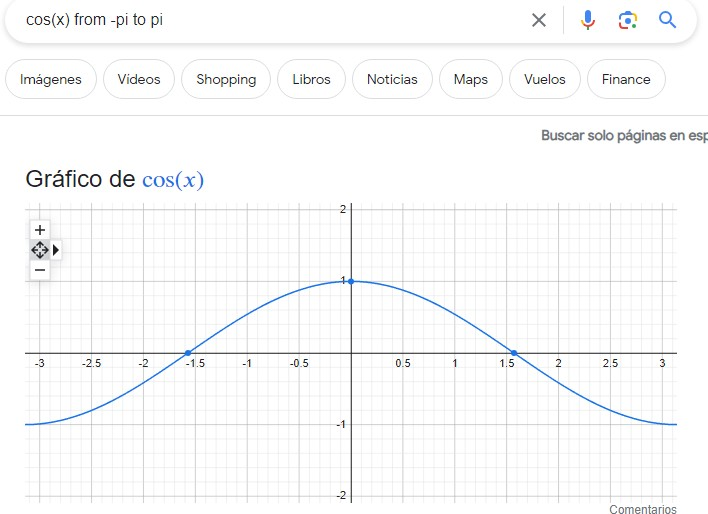 cos(x) from -pi to pi
Imágenes Vídeos Shopping Libros Noticias Maps Vuelos Finance
Buscar solo páginas en esp
Gráfico de cos(x)
2
1
-3 -2.5 -2 -1.5 -1 -0.5 0.5 1 1.5 2 2.5 3
-1
-2
Comentarios